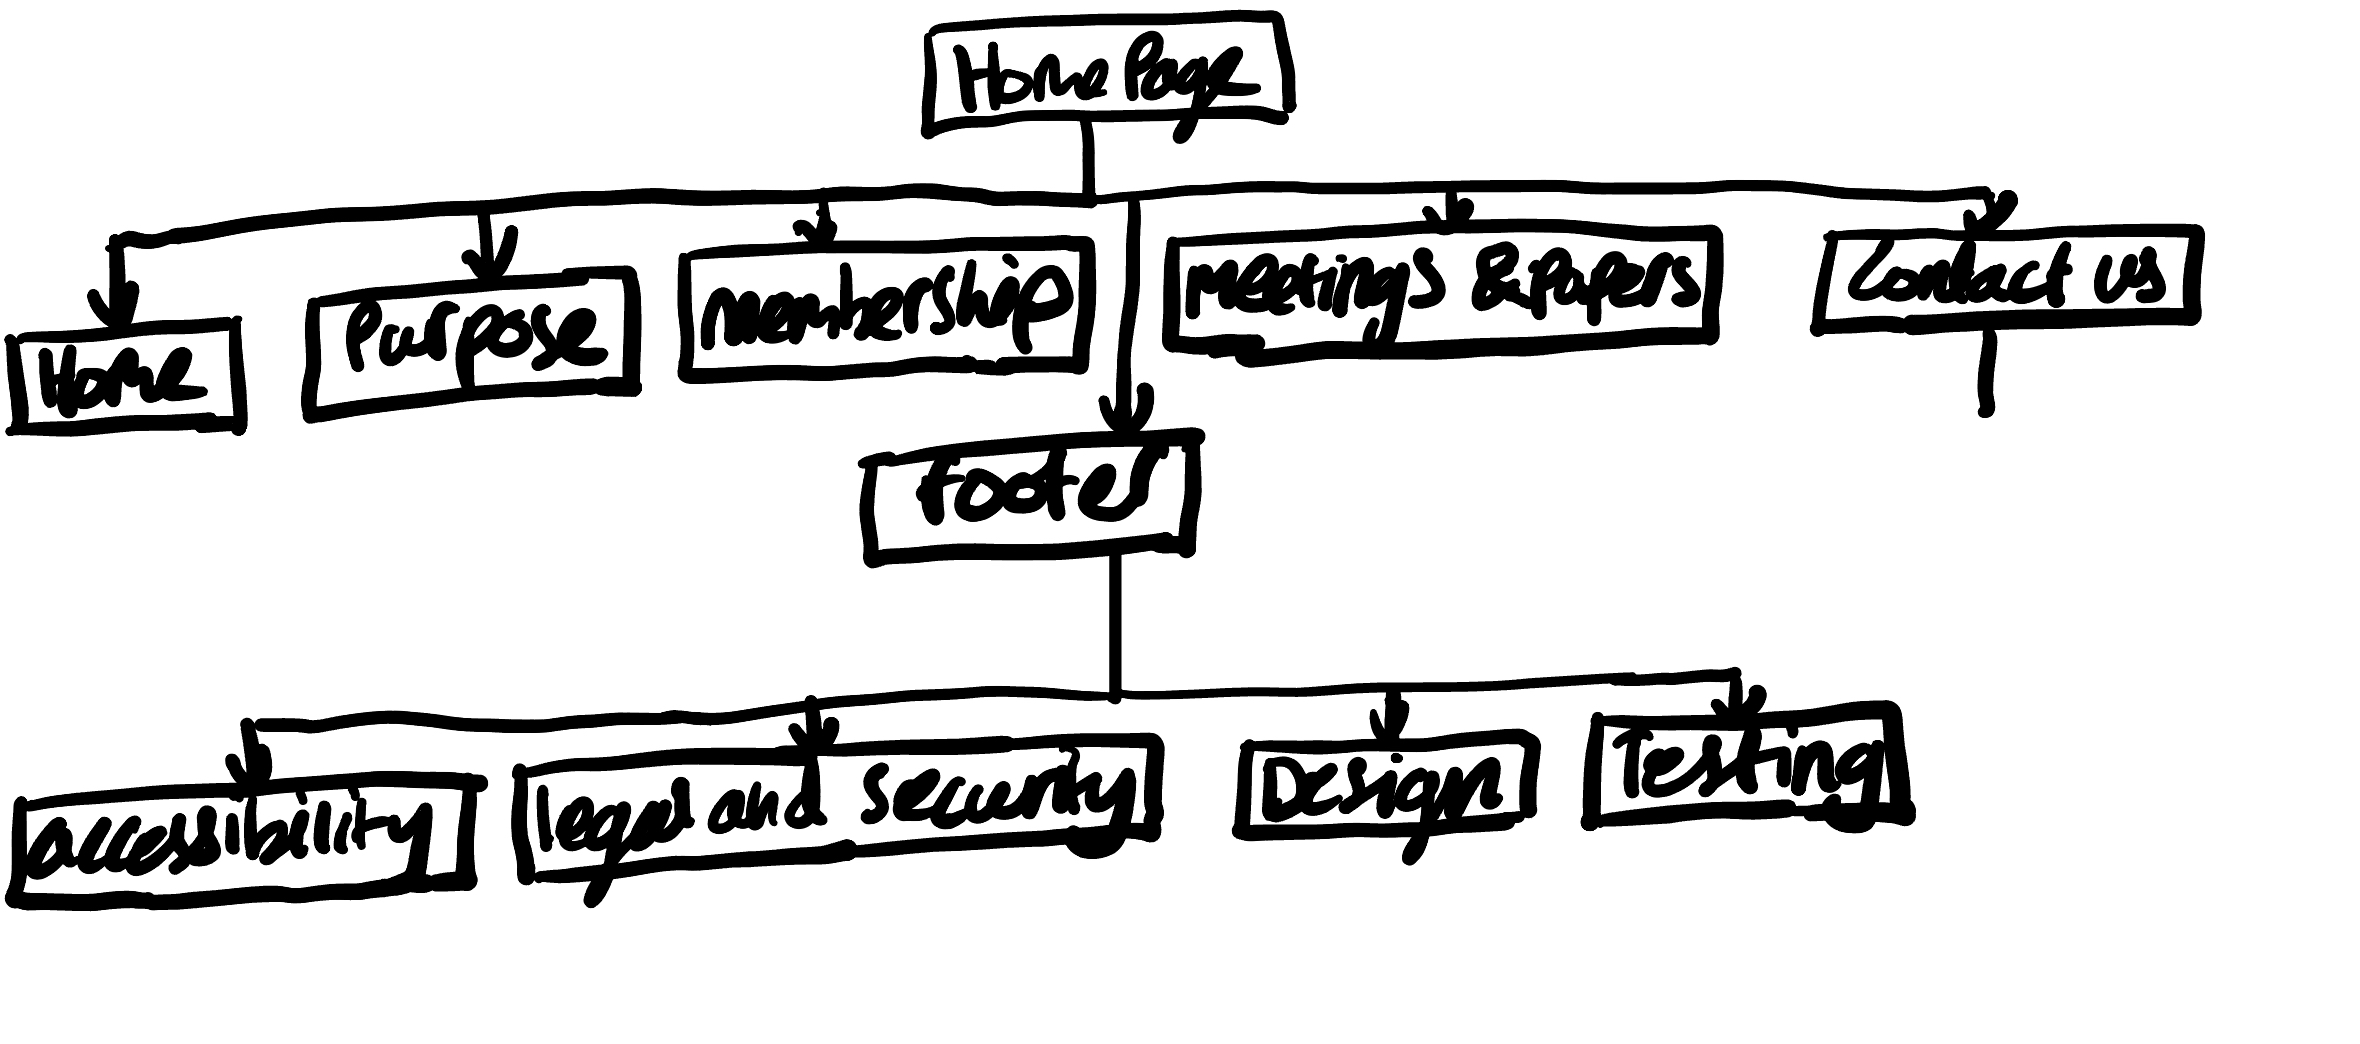 Home Page
Home
Purpose
membership
Meetings & Papers
Contact us
Footer
accessibility
legal and security
Design
Testing